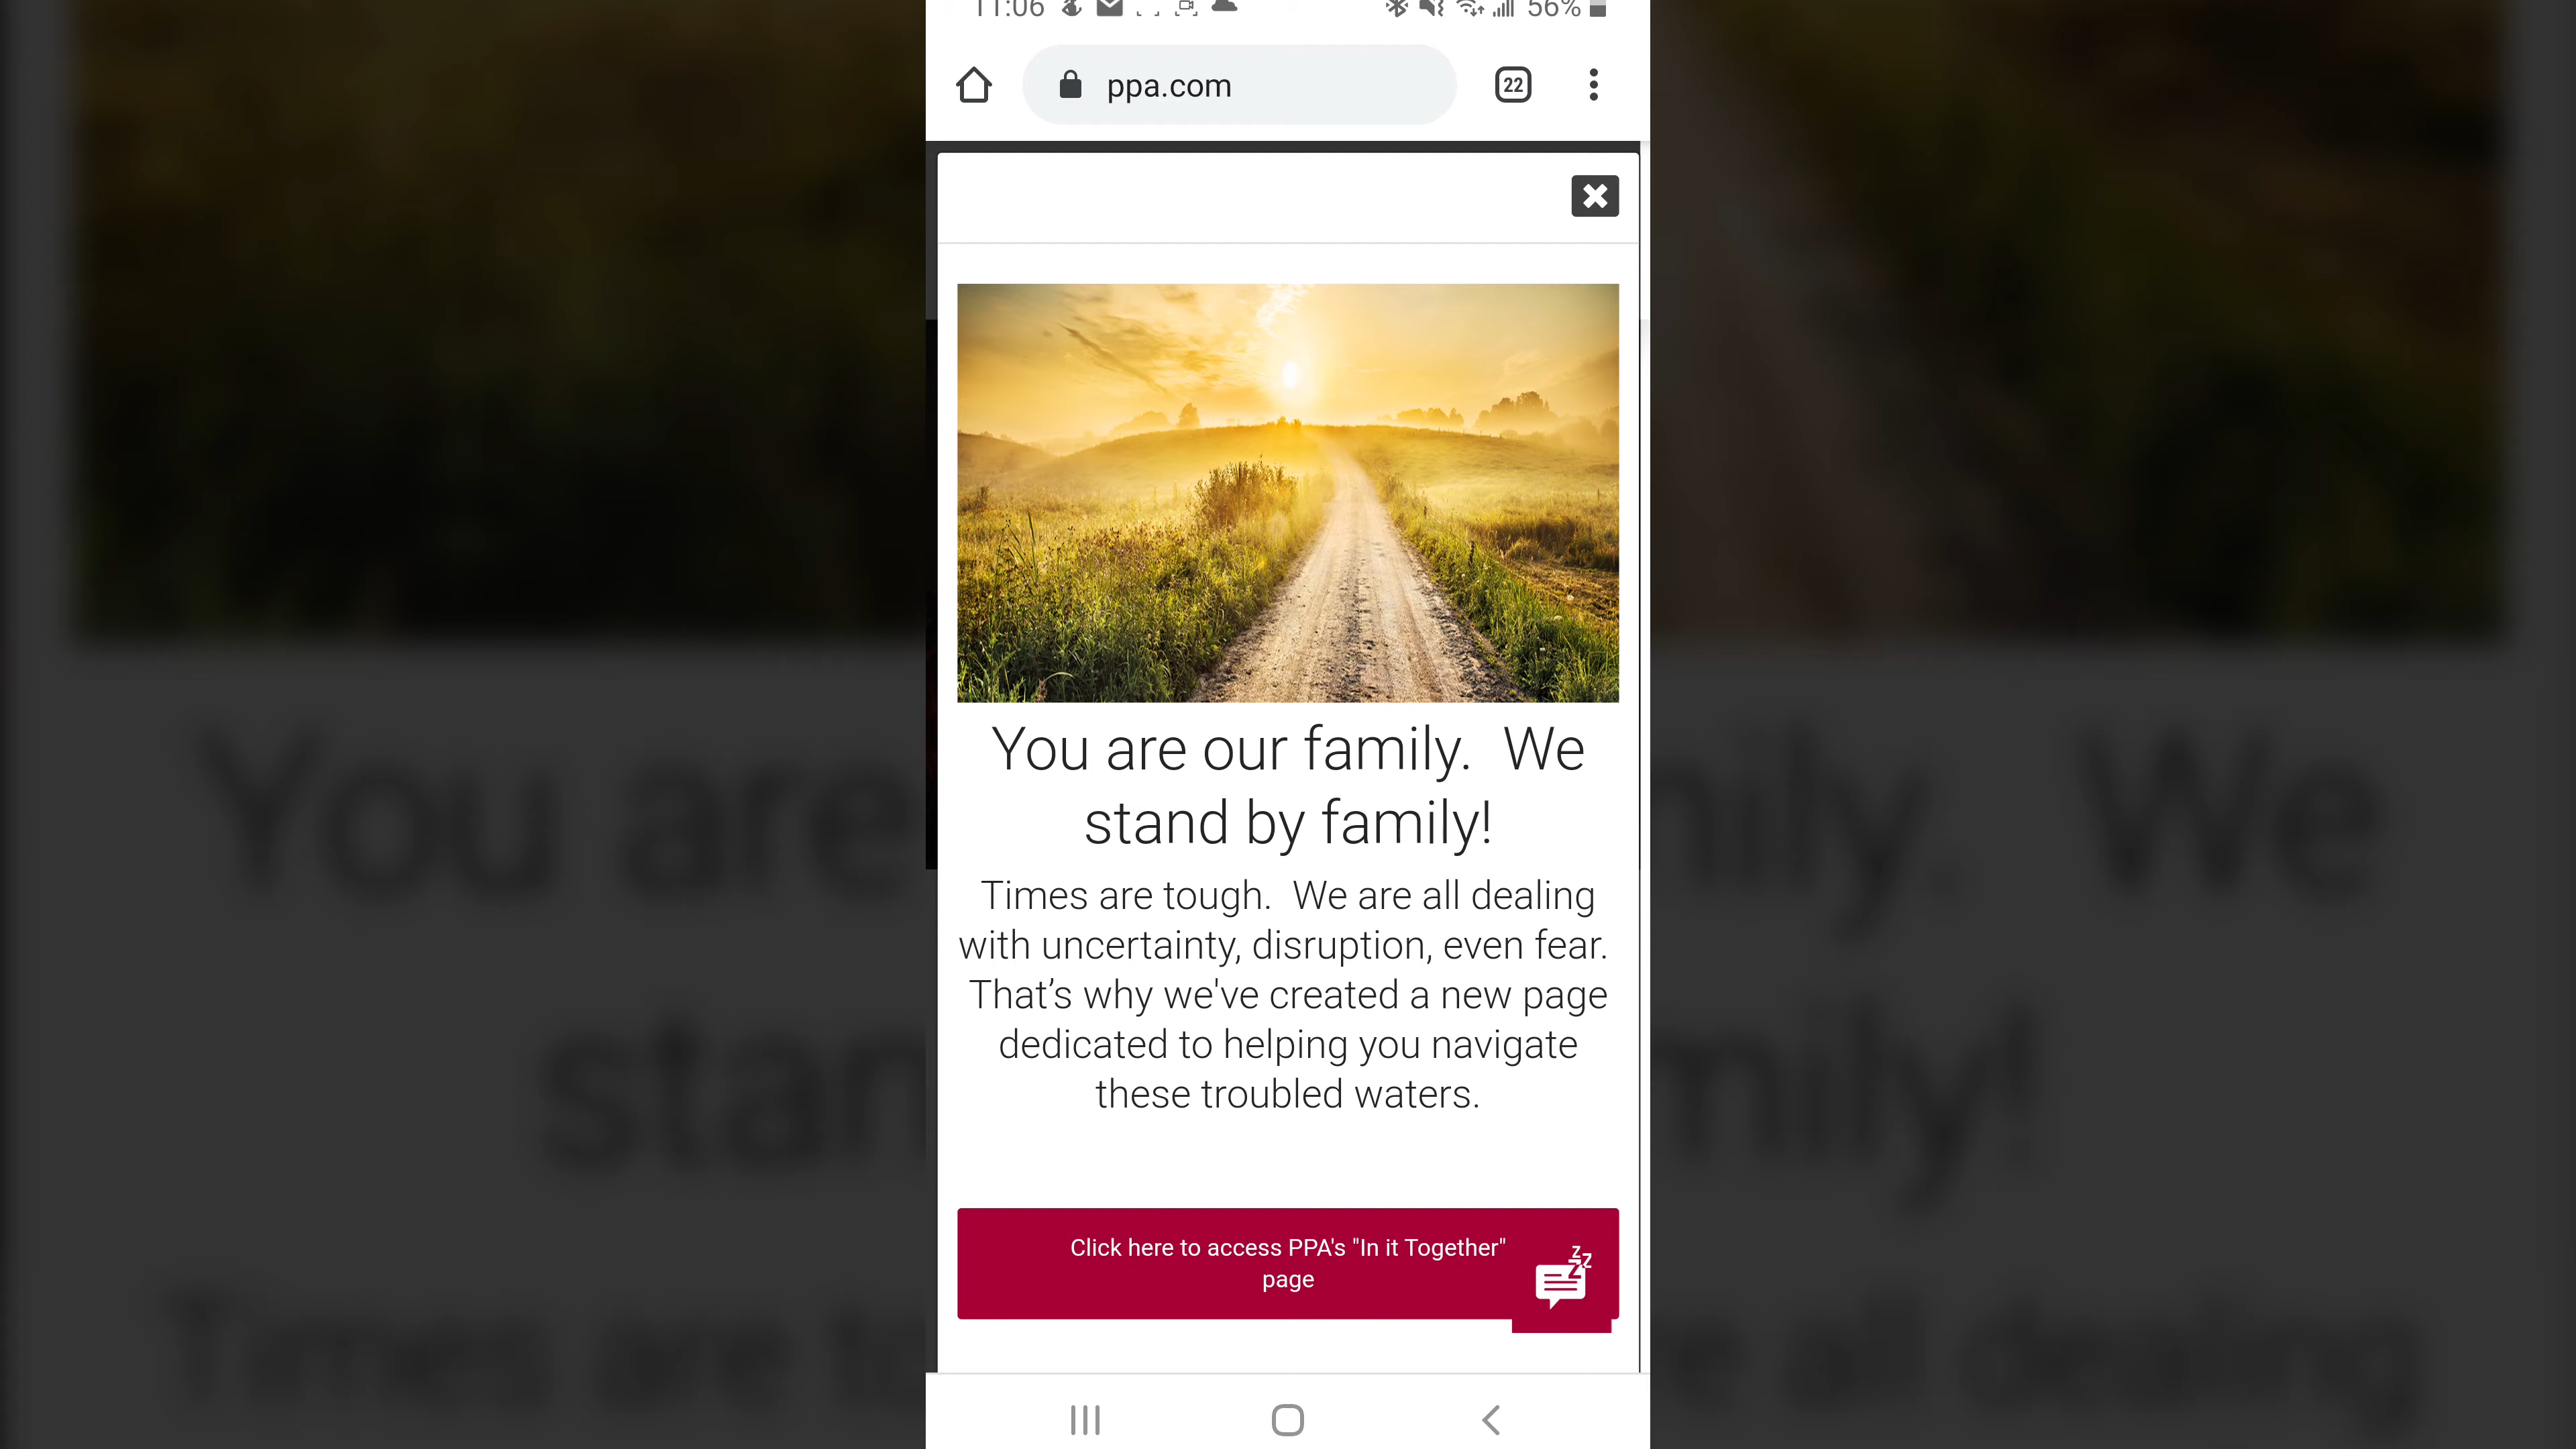 11:06 56%
ppa.com 22
You are our family.  We
stand by family!
Times are tough.  We are all dealing
with uncertainty, disruption, even fear.
That’s why we've created a new page
dedicated to helping you navigate
these troubled waters.
Click here to access PPA's "In it Together"
page
zzz